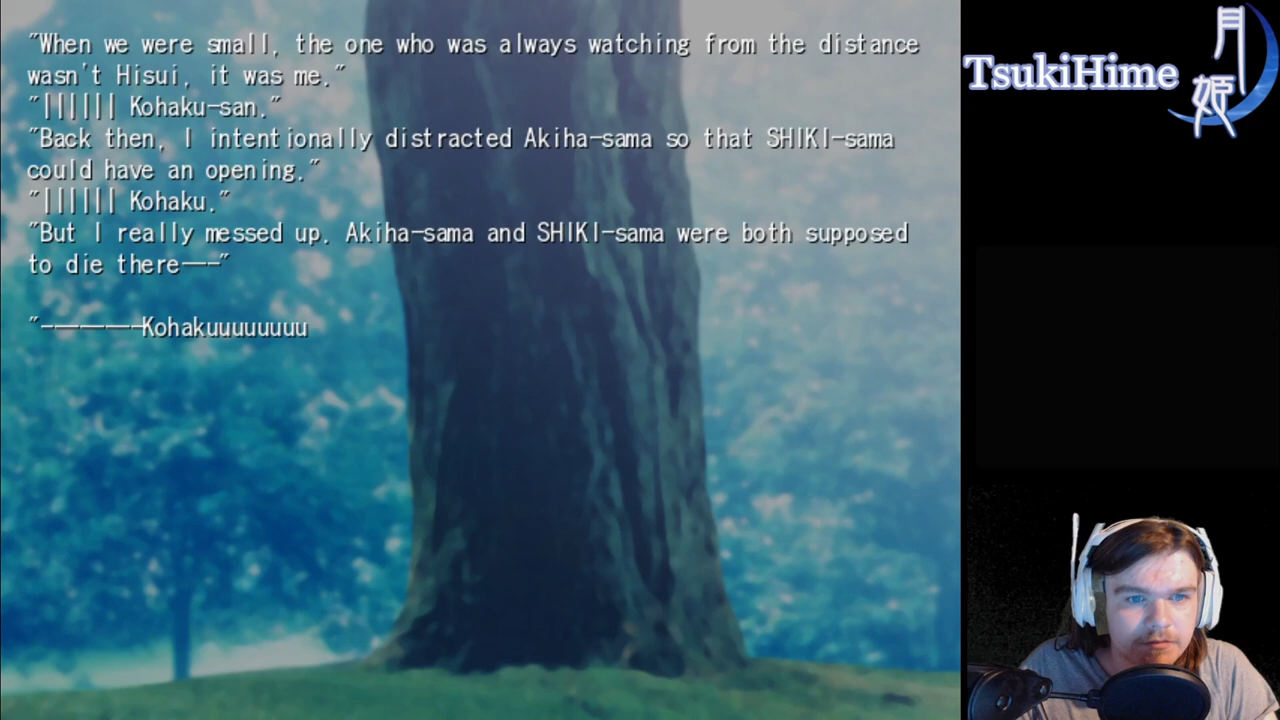 "When we were small, the one who was always watching from the distance
wasn't Hisui, it was me."
"|||||| Kohaku-san."
"Back then, I intentionally distracted Akiha-sama so that SHIKI-sama
could have an opening."
"|||||| Kohaku."
"But I really messed up. Akiha-sama and SHIKI-sama were both supposed
to die there——"
"—————Kohakuuuuuuuu
TsukiHime
月姫